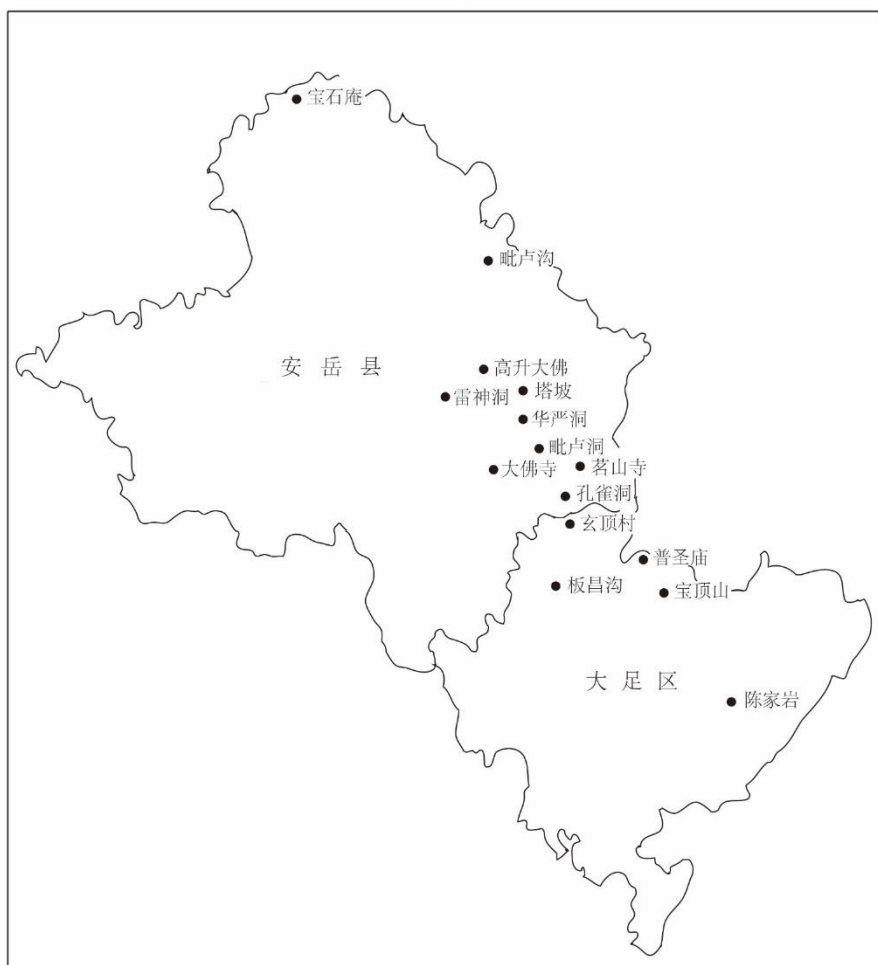 宝石庵
毗卢沟
安岳县
高升大佛
塔坡
雷神洞
华严洞
毗卢洞
大佛寺
茗山寺
孔雀洞
玄顶村
普圣庙
板昌沟
宝顶山
大足区
陈家岩